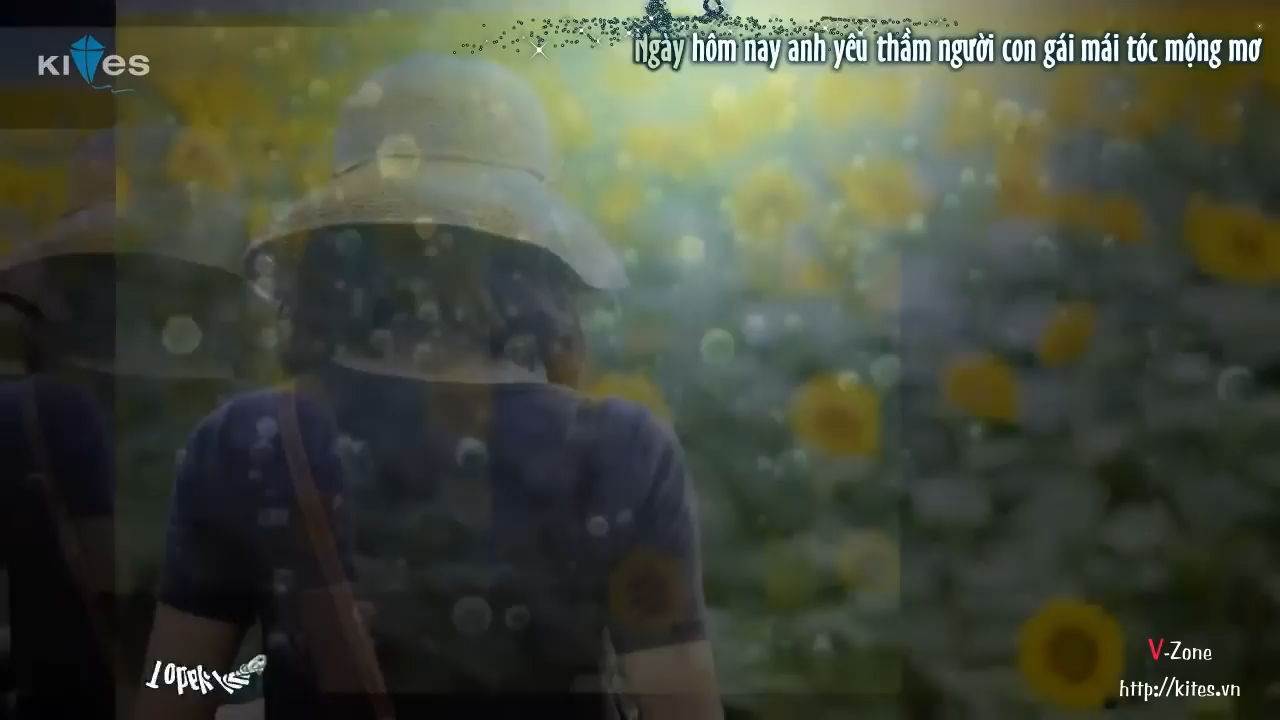 KITES
Ngày hôm nay anh yêu thầm người con gái mái tóc mộng mơ
V-Zone
http://kites.vn